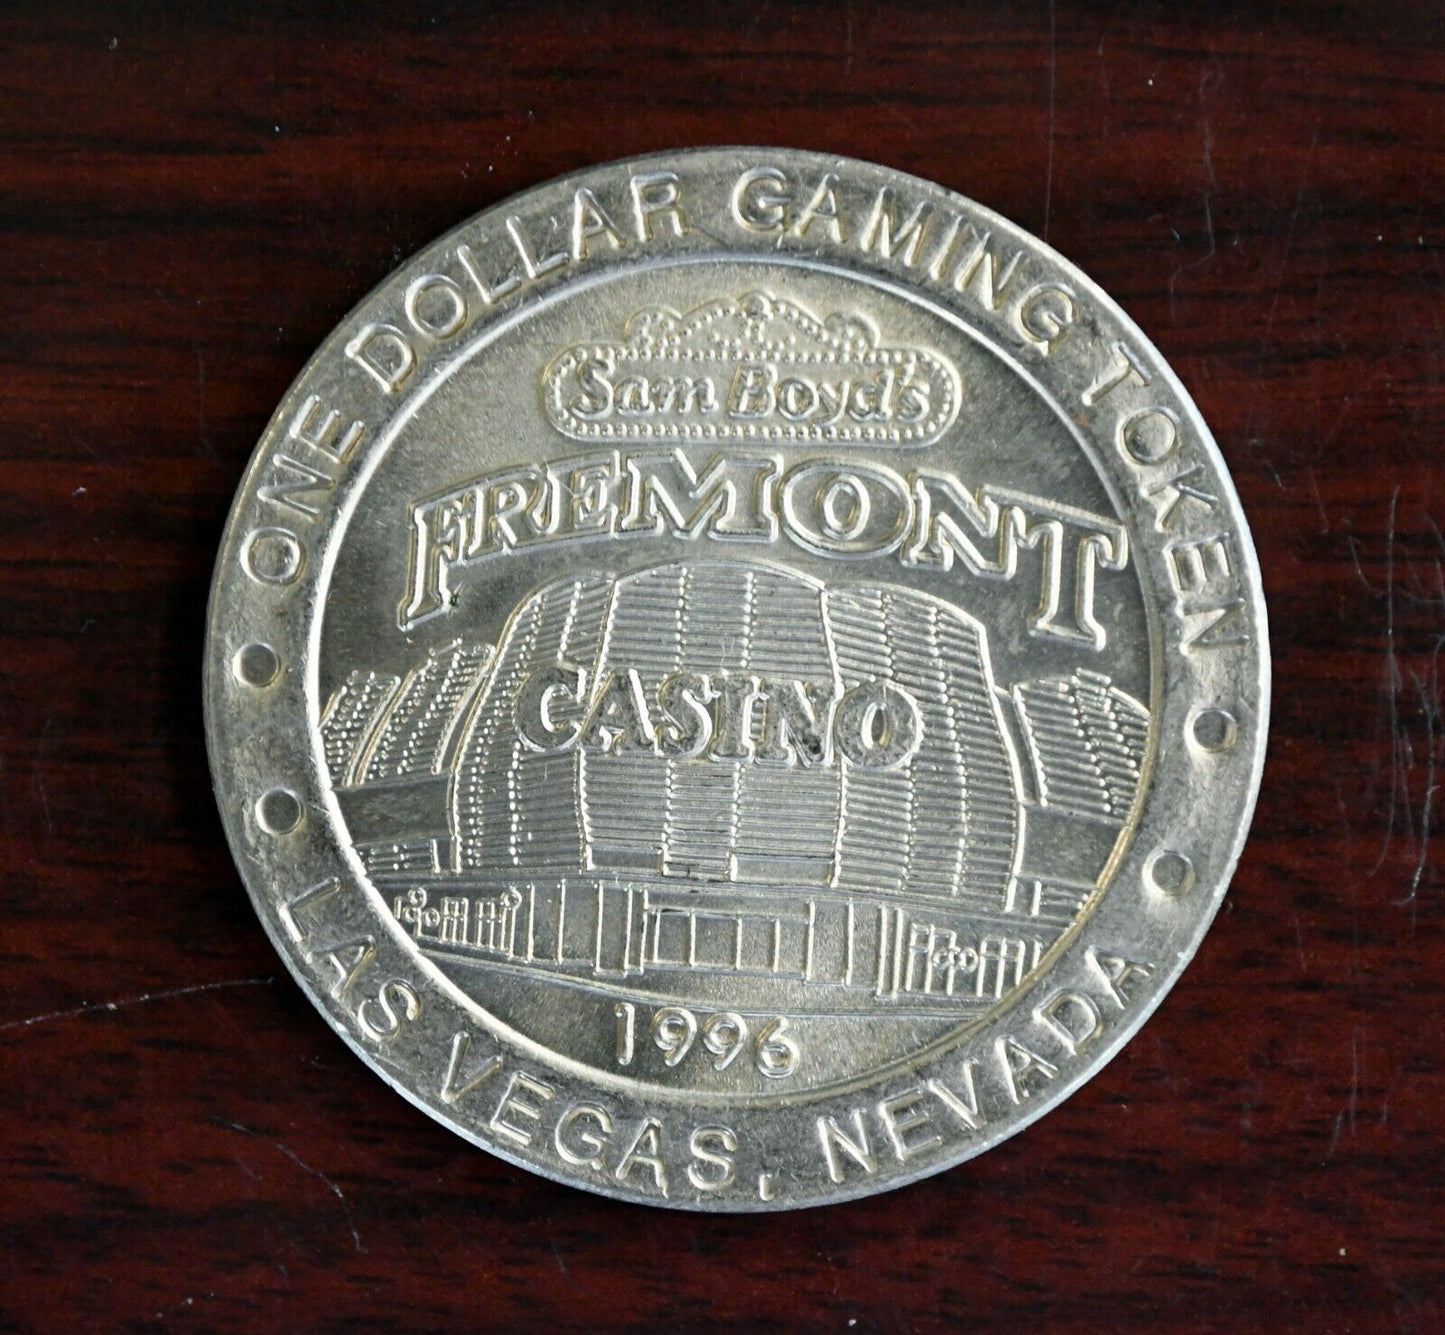 ONE DOLLAR GAMING TOKEN
Sam Boyd's
FREMONT
CASINO
1996
LAS VEGAS, NEVADA